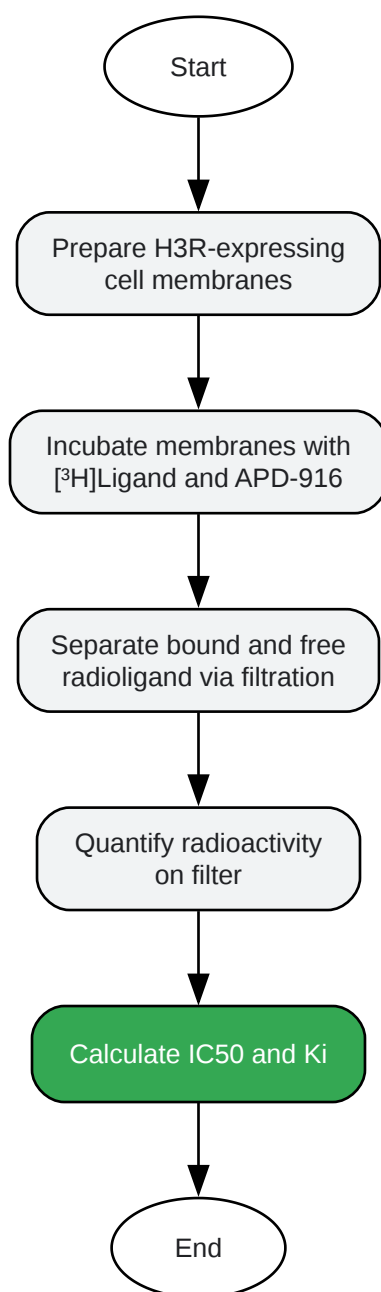 Start
Prepare H3R-expressing
cell membranes
Incubate membranes with
[³H]Ligand and APD-916
Separate bound and free
radioligand via filtration
Quantify radioactivity
on filter
Calculate IC50 and Ki
End